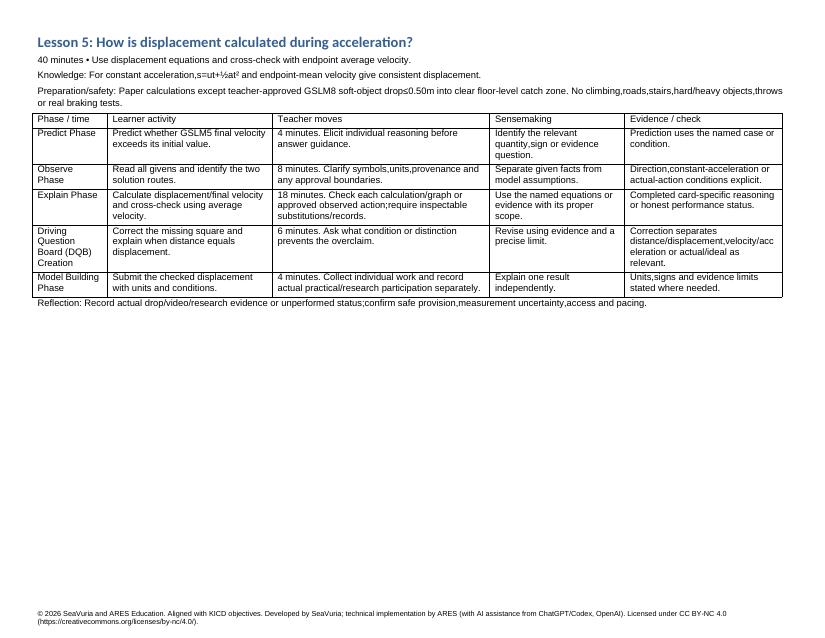 Lesson 5: How is displacement calculated during acceleration?
40 minutes • Use displacement equations and cross-check with endpoint average velocity.
Knowledge: For constant acceleration,s=ut+½at² and endpoint-mean velocity give consistent displacement.
Preparation/safety: Paper calculations except teacher-approved GSLM8 soft-object drops≤0.50m into clear floor-level catch zone. No climbing,roads,stairs,hard/heavy objects,throws
or real braking tests.
Phase / time
Learner activity
Teacher moves
Sensemaking
Evidence / check
Predict Phase
Predict whether GSLM5 final velocity
exceeds its initial value.
4 minutes. Elicit individual reasoning before
answer guidance.
Identify the relevant
quantity,sign or evidence
question.
Prediction uses the named case or
condition.
Observe
Phase
Read all givens and identify the two
solution routes.
8 minutes. Clarify symbols,units,provenance and
any approval boundaries.
Separate given facts from
model assumptions.
Direction,constant-acceleration or
actual-action conditions explicit.
Explain Phase
Calculate displacement/final velocity
and cross-check using average
velocity.
18 minutes. Check each calculation/graph or
approved observed action;require inspectable
substitutions/records.
Use the named equations or
evidence with its proper
scope.
Completed card-specific reasoning
or honest performance status.
Driving
Question
Board (DQB)
Creation
Correct the missing square and
explain when distance equals
displacement.
6 minutes. Ask what condition or distinction
prevents the overclaim.
Revise using evidence and a
precise limit.
Correction separates
distance/displacement,velocity/acc
eleration or actual/ideal as
relevant.
Model Building
Phase
Submit the checked displacement
with units and conditions.
4 minutes. Collect individual work and record
actual practical/research participation separately.
Explain one result
independently.
Units,signs and evidence limits
stated where needed.
Reflection: Record actual drop/video/research evidence or unperformed status;confirm safe provision,measurement uncertainty,access and pacing.
© 2026 SeaVuria and ARES Education. Aligned with KICD objectives. Developed by SeaVuria; technical implementation by ARES (with AI assistance from ChatGPT/Codex, OpenAI). Licensed under CC BY-NC 4.0
(https://creativecommons.org/licenses/by-nc/4.0/).